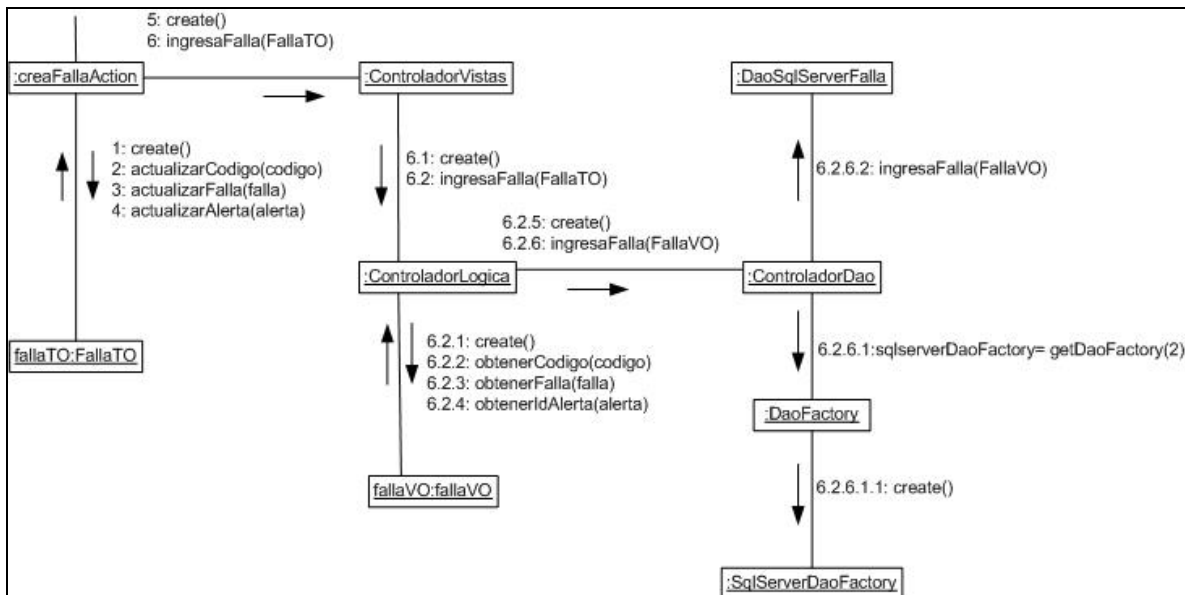 5: create()
6: ingresaFalla(FallaTO)
:creaFallaAction
:ControladorVistas
:DaoSqlServerFalla
1: create()
2: actualizarCodigo(codigo)
3: actualizarFalla(falla)
4: actualizarAlerta(alerta)
6.1: create()
6.2: ingresaFalla(FallaTO)
6.2.6.2: ingresaFalla(FallaVO)
6.2.5: create()
6.2.6: ingresaFalla(FallaVO)
:ControladorLogica
:ControladorDao
fallaTO:FallaTO
6.2.1: create()
6.2.2: obtenerCodigo(codigo)
6.2.3: obtenerFalla(falla)
6.2.4: obtenerIdAlerta(alerta)
6.2.6.1:sqlserverDaoFactory= getDaoFactory(2)
:DaoFactory
fallaVO:fallaVO
6.2.6.1.1: create()
:SqlServerDaoFactory